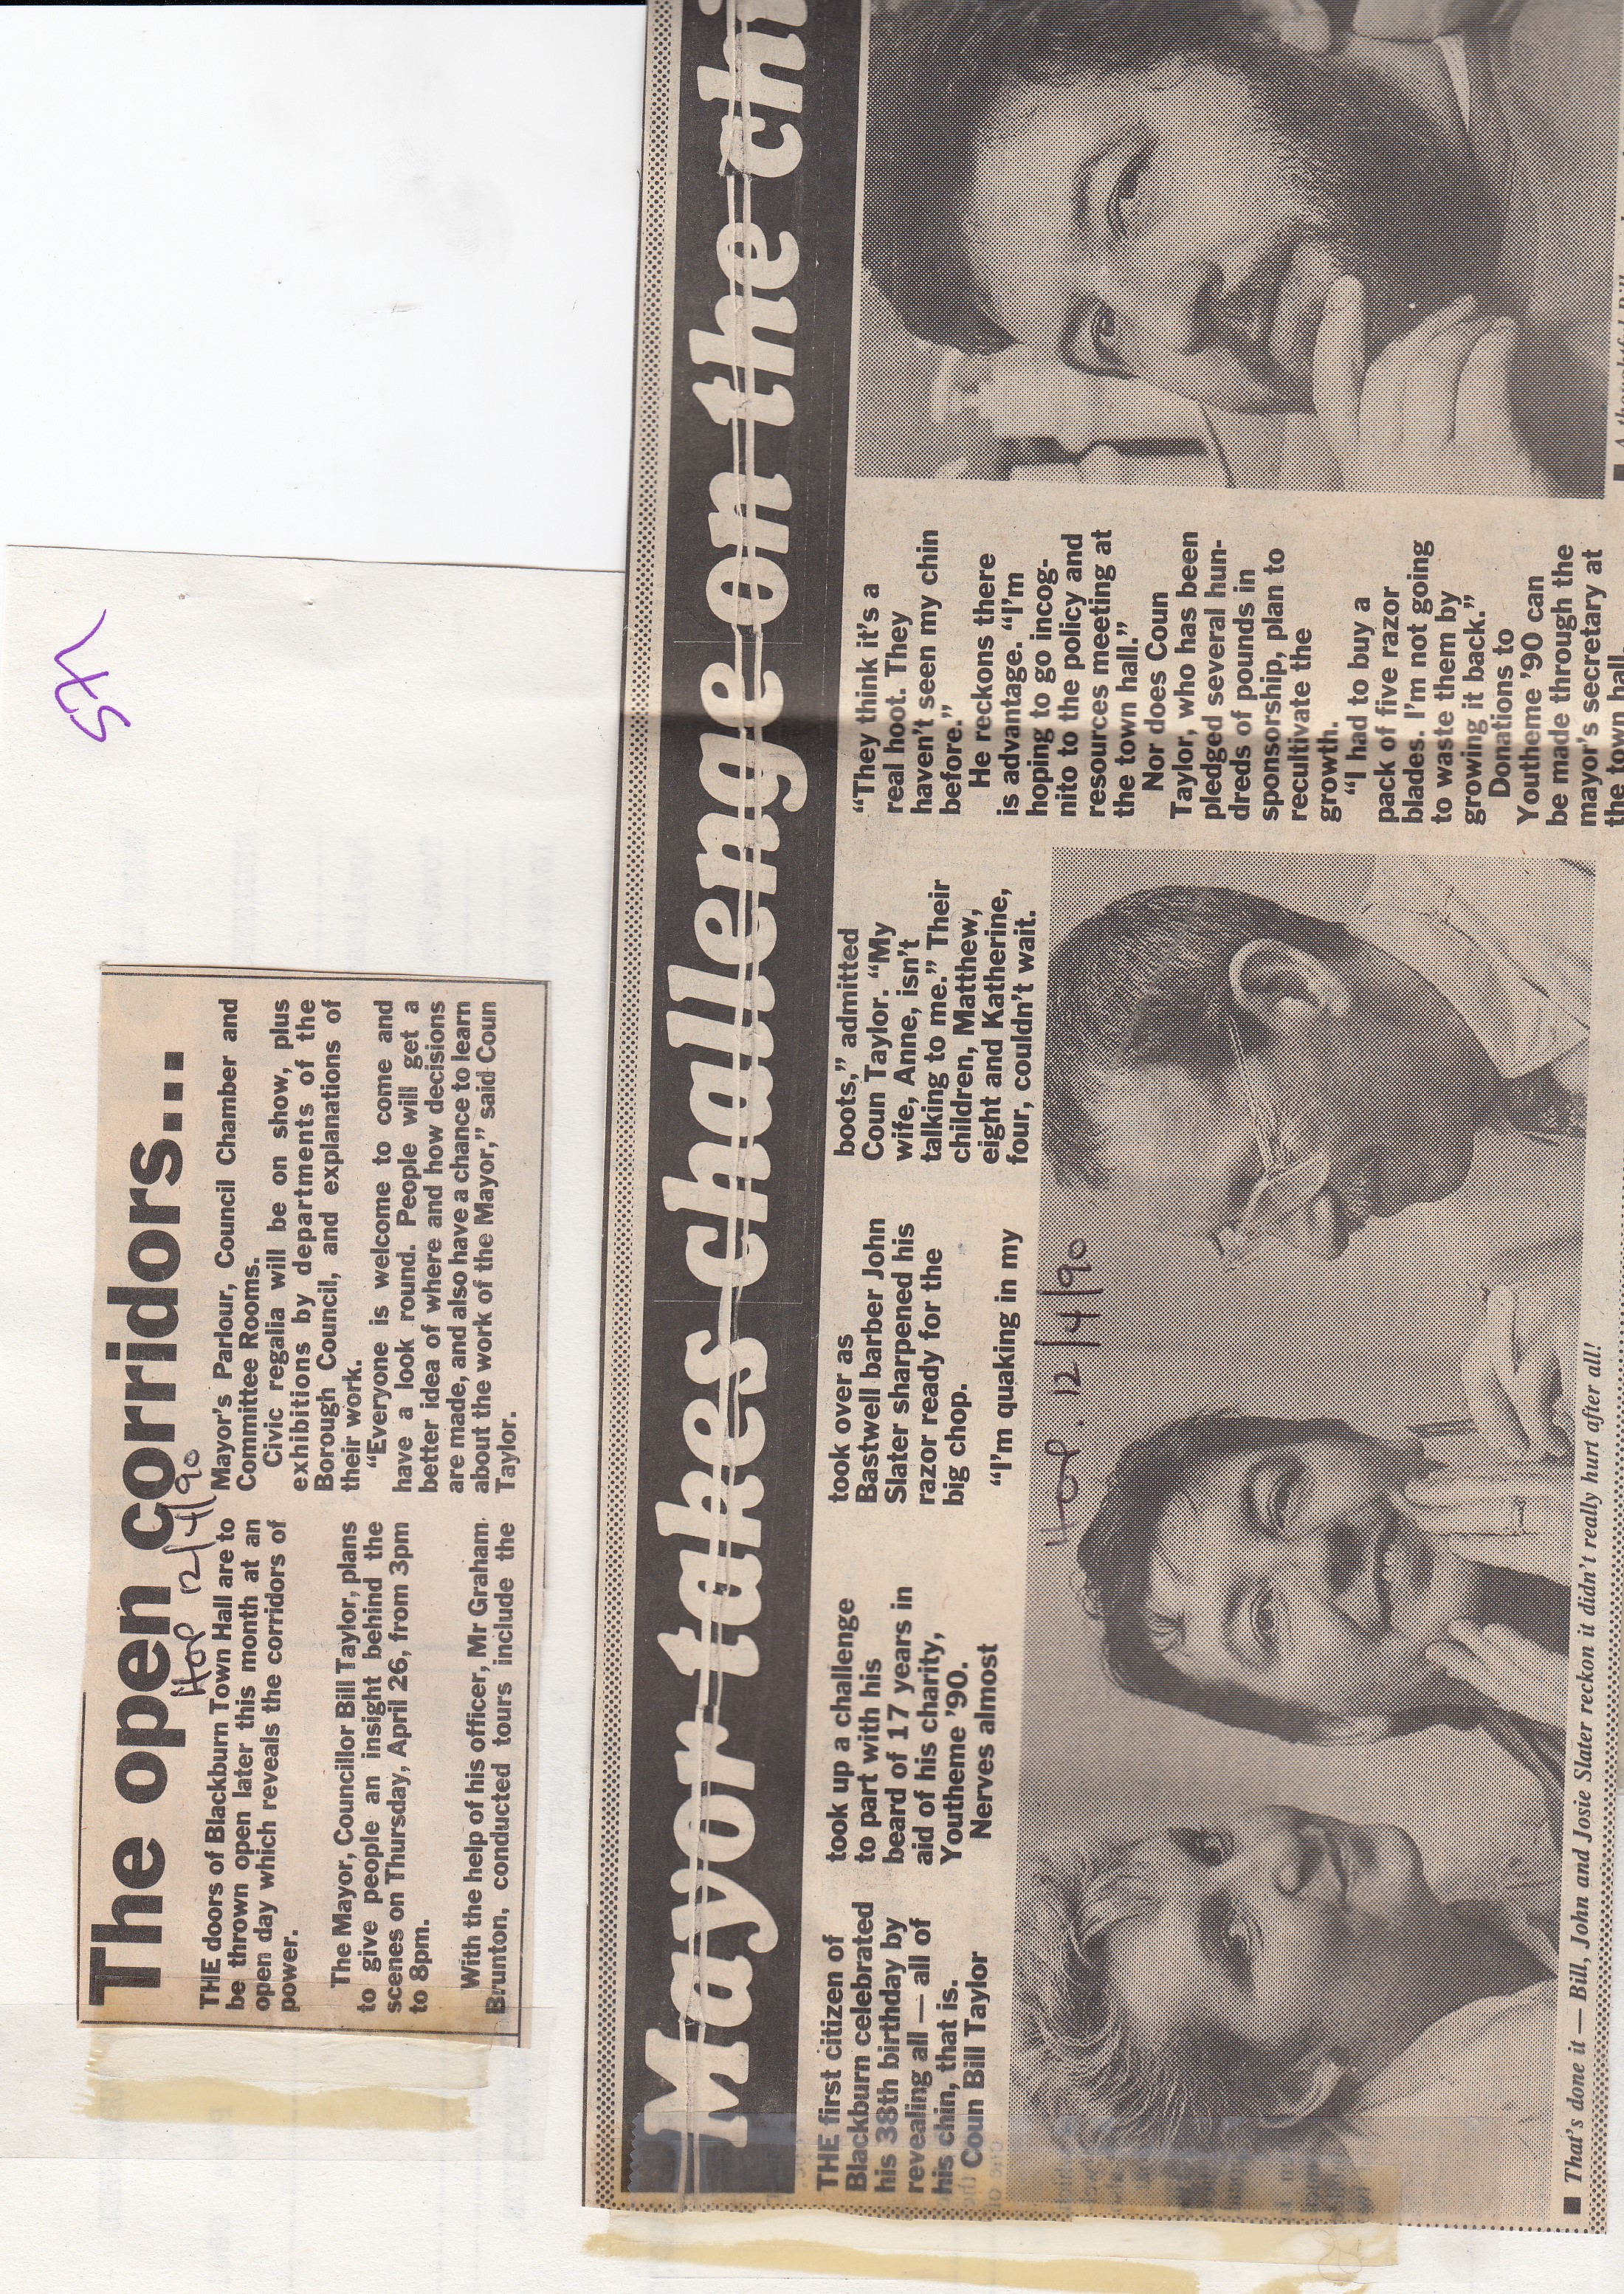 45
The open corridors...
HOP 12/4/90
THE doors of Blackburn Town Hall are to
be thrown open later this month at an
open day which reveals the corridors of
power.
The Mayor, Councillor Bill Taylor, plans
to give people an insight behind the
scenes on Thursday, April 26, from 3pm
to 8pm.
With the help of his officer, Mr Graham
Brunton, conducted tours include the
Mayor's Parlour, Council Chamber and
Committee Rooms.
Civic regalia will be on show, plus
exhibitions by departments of the
Borough Council, and explanations of
their work.
“Everyone is welcome to come and
have a look round. People will get a
better idea of where and how decisions
are made, and also have a chance to learn
about the work of the Mayor,” said Coun
Taylor.
Mayor takes challenge on the chi
THE first citizen of
Blackburn celebrated
his 38th birthday by
revealing all — all of
his chin, that is.
Coun Bill Taylor
took up a challenge
to part with his
beard of 17 years in
aid of his charity,
Youtheme '90.
Nerves almost
took over as
Bastwell barber John
Slater sharpened his
razor ready for the
big chop.
“I'm quaking in my
boots,” admitted
Coun Taylor. “My
wife, Anne, isn't
talking to me.” Their
children, Matthew,
eight and Katherine,
four, couldn't wait.
“They think it's a
real hoot. They
haven't seen my chin
before.”
He reckons there
is advantage. “I'm
hoping to go incog-
nito to the policy and
resources meeting at
the town hall.”
Nor does Coun
Taylor, who has been
pledged several hun-
dreds of pounds in
sponsorship, plan to
recultivate the
growth.
“I had to buy a
pack of five razor
blades. I'm not going
to waste them by
growing it back.”
Donations to
Youtheme '90 can
be made through the
mayor's secretary at
the town hall.
HOP. 12/4/90
■ That's done it — Bill, John and Josie Slater reckon it didn't really hurt after all!